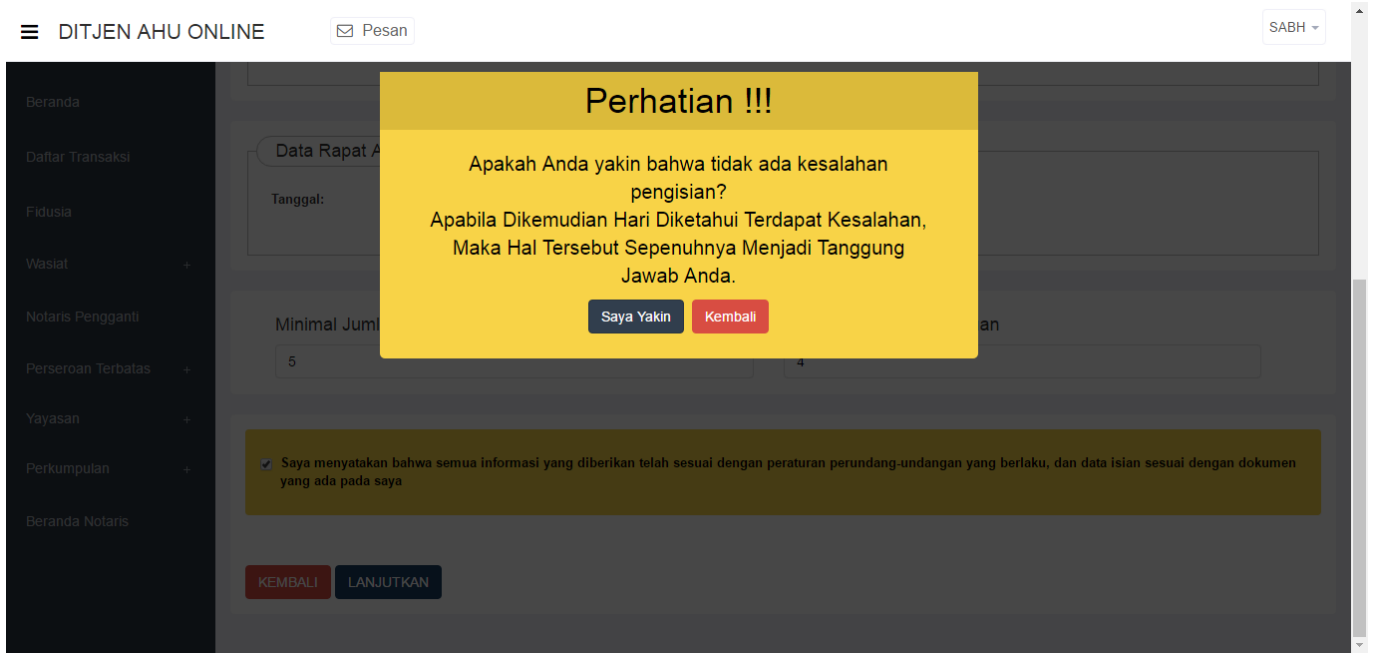 DITJEN AHU ONLINE
Pesan
SABH
Beranda
Daftar Transaksi
Fidusia
Wasiat +
Notaris Pengganti
Perseroan Terbatas +
Yayasan +
Perkumpulan +
Beranda Notaris
Data Rapat A
Tanggal:
Perhatian !!!
Apakah Anda yakin bahwa tidak ada kesalahan
pengisian?
Apabila Dikemudian Hari Diketahui Terdapat Kesalahan,
Maka Hal Tersebut Sepenuhnya Menjadi Tanggung
Jawab Anda.
Saya Yakin Kembali
Minimal Juml an
5 4
Saya menyatakan bahwa semua informasi yang diberikan telah sesuai dengan peraturan perundang-undangan yang berlaku, dan data isian sesuai dengan dokumen
yang ada pada saya
KEMBALI LANJUTKAN